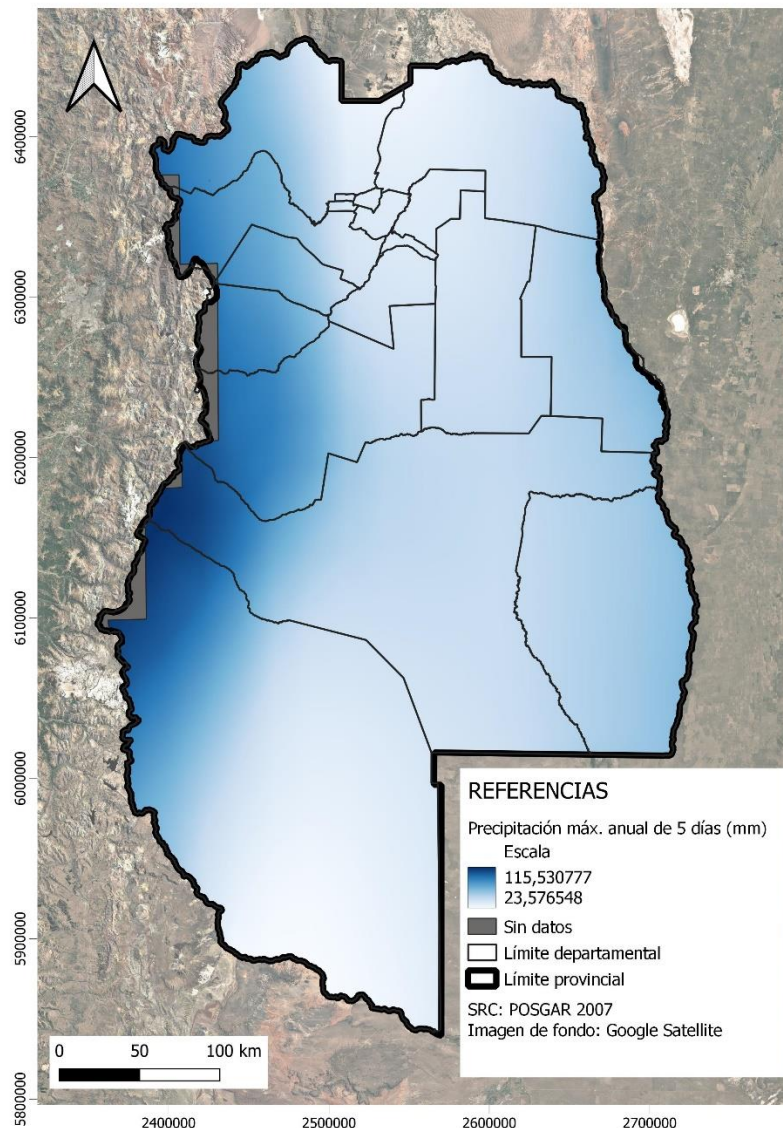 6400000
6300000
6200000
6100000
6000000
5900000
5800000
REFERENCIAS
Precipitación máx. anual de 5 días (mm)
Escala
115,530777
23,576548
Sin datos
Límite departamental
Límite provincial
SRC: POSGAR 2007
Imagen de fondo: Google Satellite
0 50 100 km
2400000 2500000 2600000 2700000